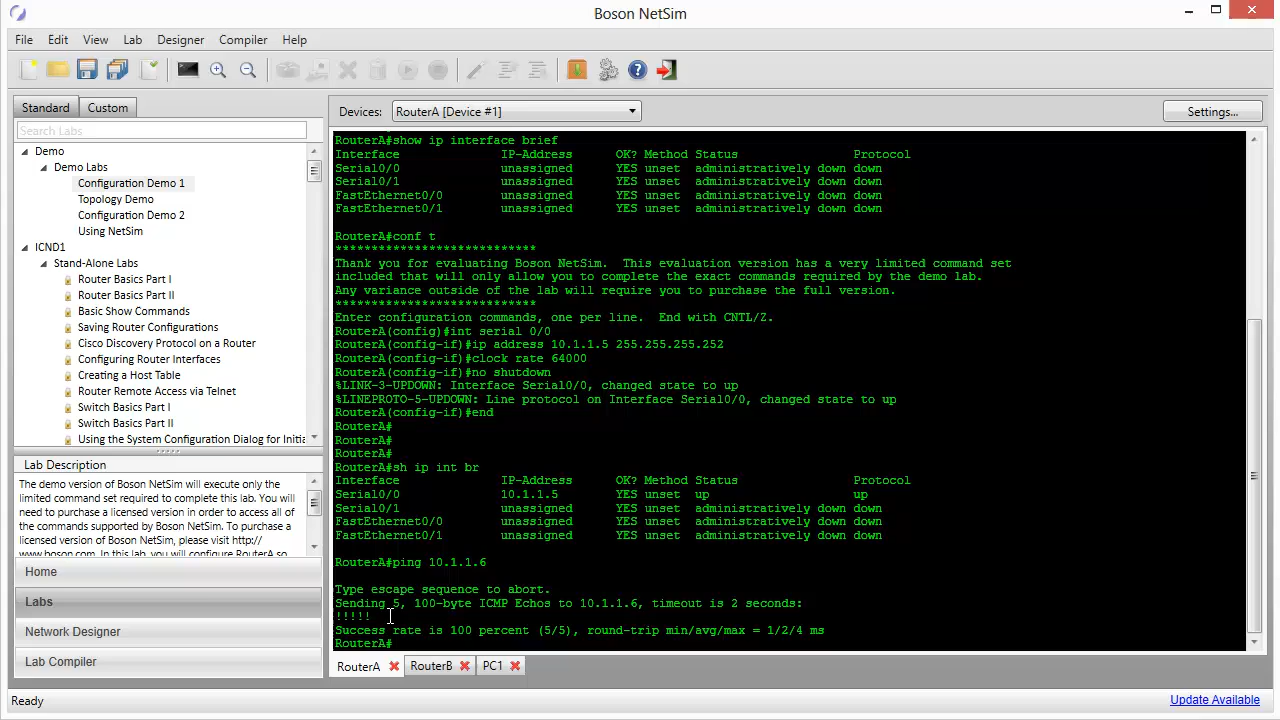 Boson NetSim
File Edit View Lab Designer Compiler Help
Standard Custom
Search Labs
Demo
Demo Labs
Configuration Demo 1
Topology Demo
Configuration Demo 2
Using NetSim
ICND1
Stand-Alone Labs
Router Basics Part I
Router Basics Part II
Basic Show Commands
Saving Router Configurations
Cisco Discovery Protocol on a Router
Configuring Router Interfaces
Creating a Host Table
Router Remote Access via Telnet
Switch Basics Part I
Switch Basics Part II
Using the System Configuration Dialog for Initia
Lab Description
The demo version of Boson NetSim will execute only the
limited command set required to complete this lab. You will
need to purchase a licensed version in order to access all of
the commands supported by Boson NetSim. To purchase a
licensed version of Boson NetSim, please visit http://
www.boson.com. In this lab, you will configure RouterA so
Home
Labs
Network Designer
Lab Compiler
Devices: RouterA [Device #1] Settings...
RouterA#show ip interface brief
Interface IP-Address OK? Method Status Protocol
Serial0/0 unassigned YES unset administratively down down
Serial0/1 unassigned YES unset administratively down down
FastEthernet0/0 unassigned YES unset administratively down down
FastEthernet0/1 unassigned YES unset administratively down down
RouterA#conf t
****************************
Thank you for evaluating Boson NetSim. This evaluation version has a very limited command set
included that will only allow you to complete the exact commands required by the demo lab.
Any variance outside of the lab will require you to purchase the full version.
****************************
Enter configuration commands, one per line. End with CNTL/Z.
RouterA(config)#int serial 0/0
RouterA(config-if)#ip address 10.1.1.5 255.255.255.252
RouterA(config-if)#clock rate 64000
RouterA(config-if)#no shutdown
%LINK-3-UPDOWN: Interface Serial0/0, changed state to up
%LINEPROTO-5-UPDOWN: Line protocol on Interface Serial0/0, changed state to up
RouterA(config-if)#end
RouterA#
RouterA#
RouterA#
RouterA#sh ip int br
Interface IP-Address OK? Method Status Protocol
Serial0/0 10.1.1.5 YES unset up up
Serial0/1 unassigned YES unset administratively down down
FastEthernet0/0 unassigned YES unset administratively down down
FastEthernet0/1 unassigned YES unset administratively down down
RouterA#ping 10.1.1.6
Type escape sequence to abort.
Sending 5, 100-byte ICMP Echos to 10.1.1.6, timeout is 2 seconds:
!!!!!
Success rate is 100 percent (5/5), round-trip min/avg/max = 1/2/4 ms
RouterA#
RouterA RouterB PC1
Ready Update Available